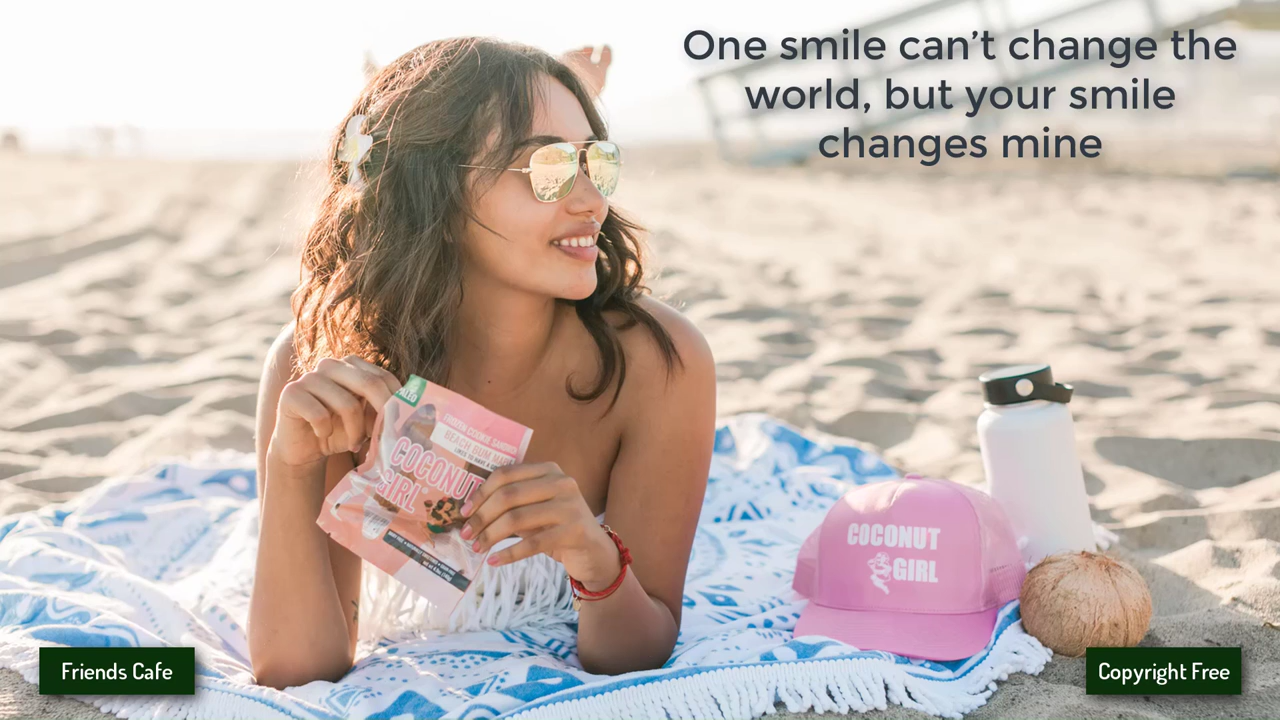 One smile can’t change the
world, but your smile
changes mine
COCONUT
GIRL
COCONUT
GIRL
Friends Cafe
Copyright Free